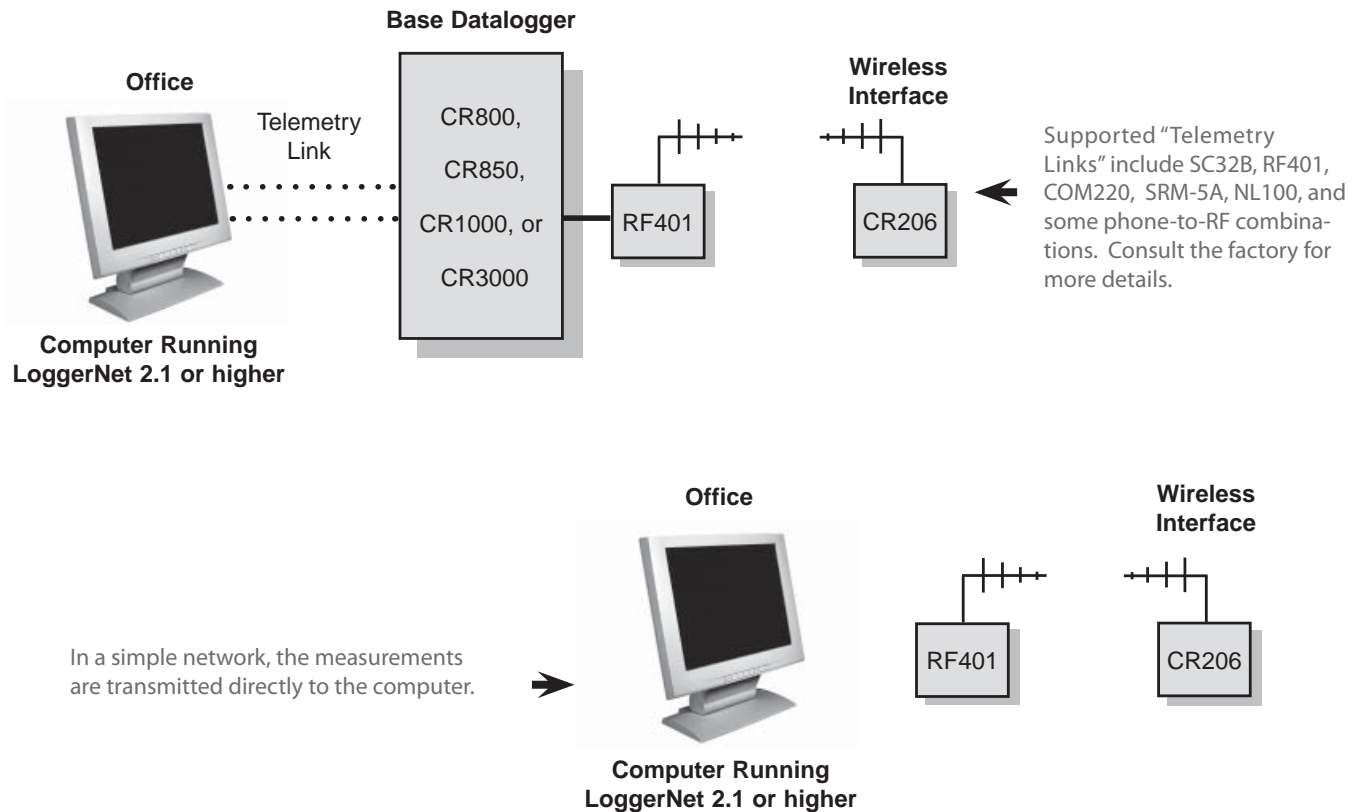 Base Datalogger
Office
Wireless
Interface
Telemetry
Link
CR800,
CR850,
CR1000, or
CR3000
RF401
CR206
Supported “Telemetry
Links” include SC32B, RF401,
COM220, SRM-5A, NL100, and
some phone-to-RF combina-
tions. Consult the factory for
more details.
Computer Running
LoggerNet 2.1 or higher
Office
Wireless
Interface
In a simple network, the measurements
are transmitted directly to the computer.
RF401
CR206
Computer Running
LoggerNet 2.1 or higher